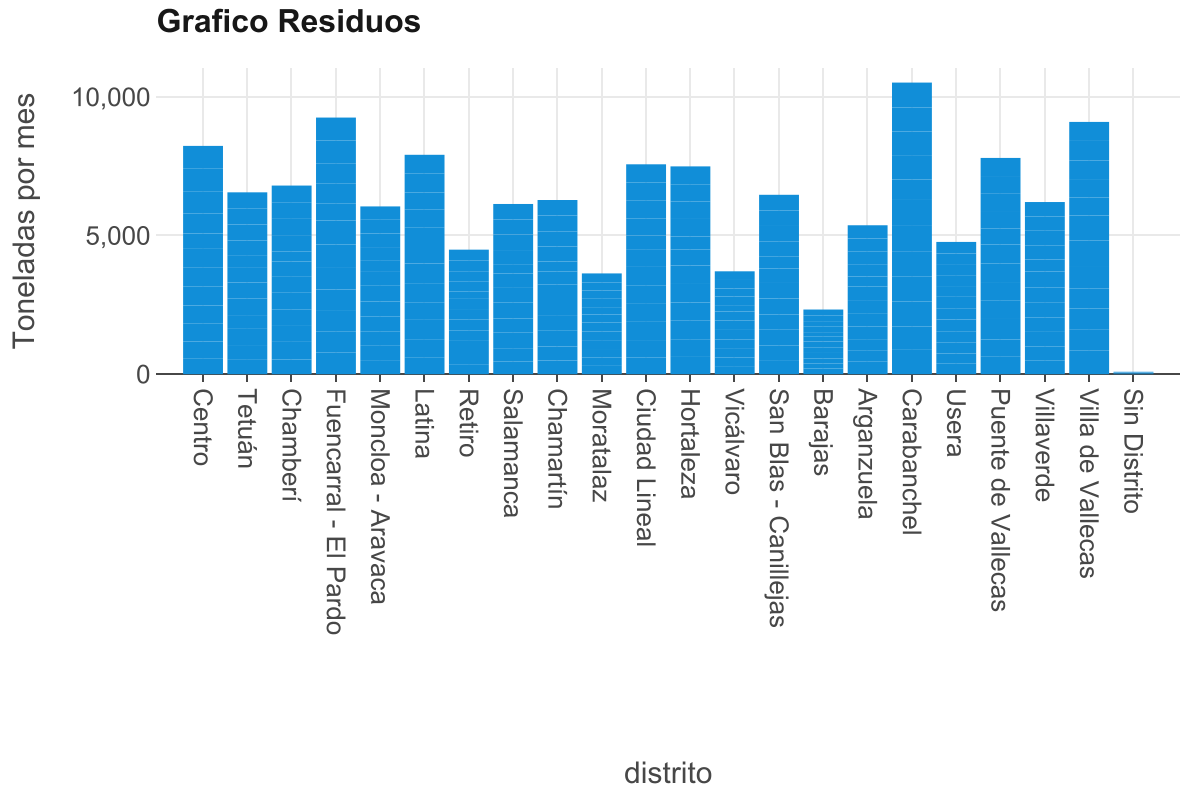 Grafico Residuos
Toneladas por mes
10,000
5,000
0
Centro
Tetuán
Chamberí
Fuencarral - El Pardo
Moncloa - Aravaca
Latina
Retiro
Salamanca
Chamartín
Moratalaz
Ciudad Lineal
Hortaleza
Vicálvaro
San Blas - Canillejas
Barajas
Arganzuela
Carabanchel
Usera
Puente de Vallecas
Villaverde
Villa de Vallecas
Sin Distrito
distrito